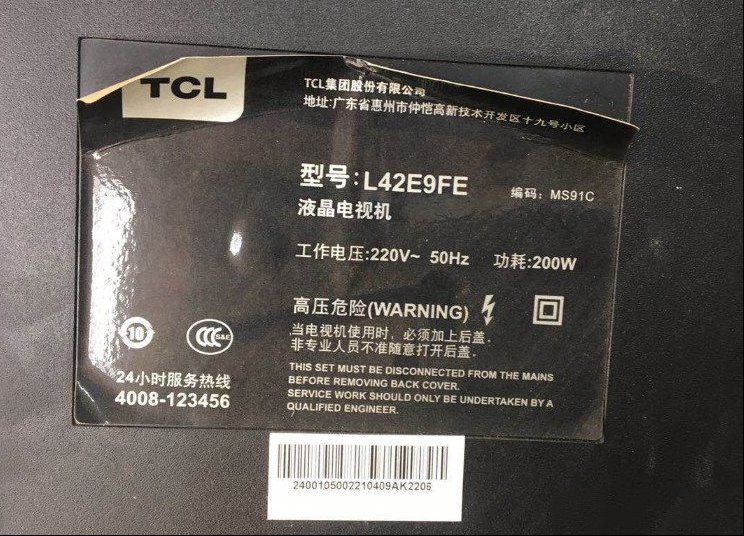 TCL
TCL集团股份有限公司
地址:广东省惠州市仲恺高新技术开发区十九号小区
型号:L42E9FE
编码: MS91C
液晶电视机
工作电压:220V~ 50Hz 功耗:200W
高压危险(WARNING)
当电视机使用时，必须加上后盖.
非专业人员不准随意打开后盖.
THIS SET MUST BE DISCONNECTED FROM THE MAINS
BEFORE REMOVING BACK COVER.
SERVICE WORK SHOULD ONLY BE UNDERTAKEN BY A
QUALIFIED ENGINEER.
10
CCC S&E
24小时服务热线
4008-123456
2400105002210409AK2206